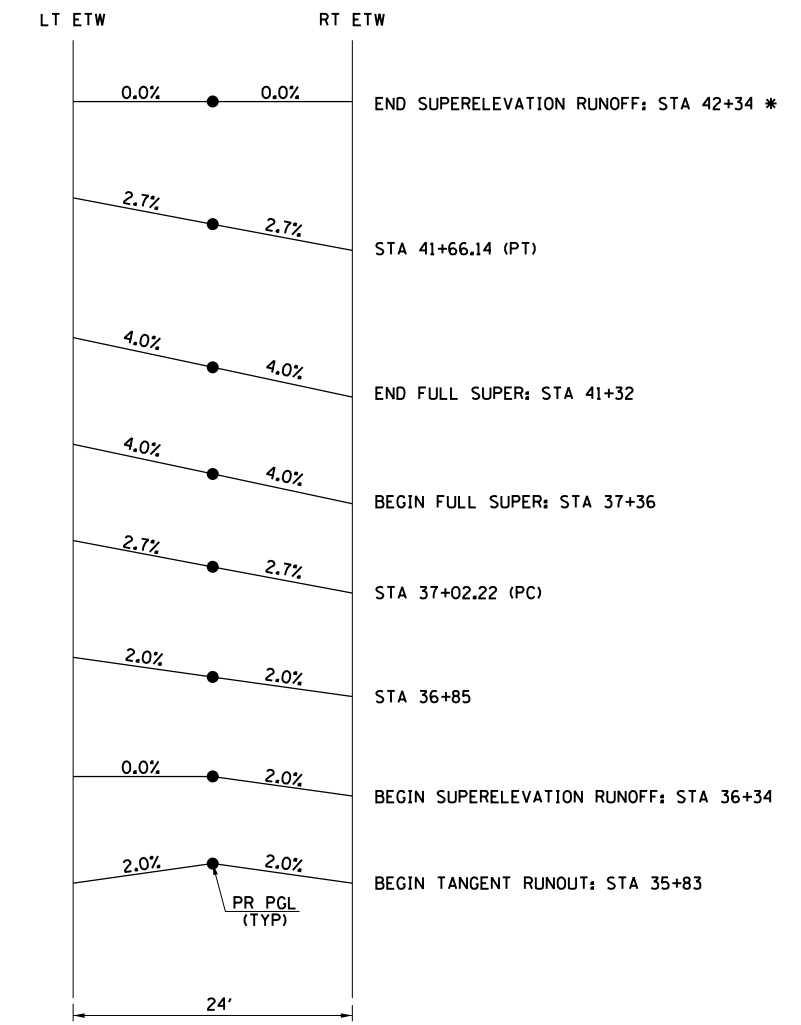 LT ETW RT ETW
0.0% 0.0% END SUPERELEVATION RUNOFF: STA 42+34 *
2.7% 2.7% STA 41+66.14 (PT)
4.0% 4.0% END FULL SUPER: STA 41+32
4.0% 4.0% BEGIN FULL SUPER: STA 37+36
2.7% 2.7% STA 37+02.22 (PC)
2.0% 2.0% STA 36+85
0.0% 2.0% BEGIN SUPERELEVATION RUNOFF: STA 36+34
2.0% 2.0% BEGIN TANGENT RUNOUT: STA 35+83
PR PGL
(TYP)
24'